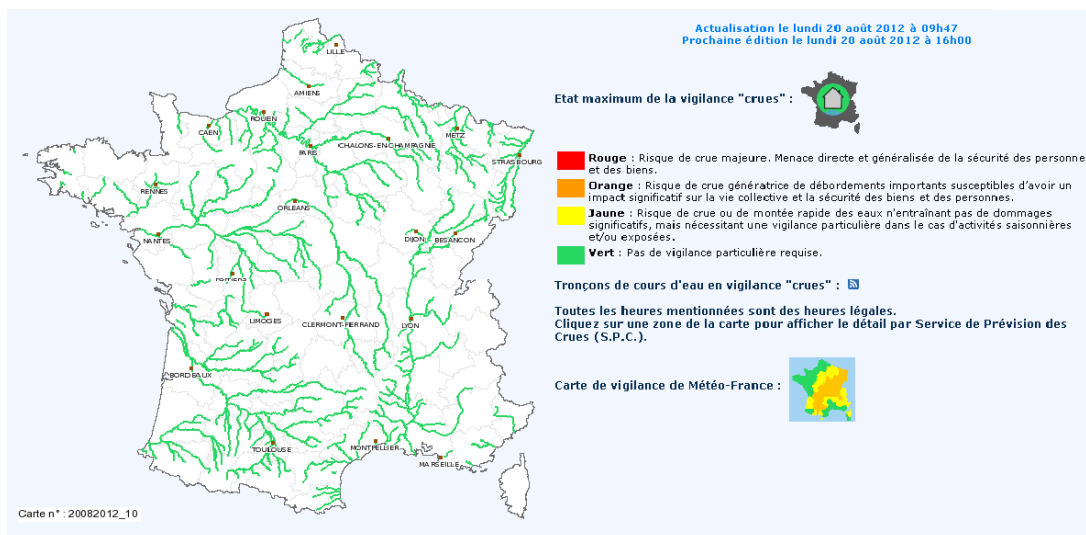 Actualisation le lundi 20 août 2012 à 09h47
Prochaine édition le lundi 20 août 2012 à 16h00
Etat maximum de la vigilance "crues" :
Rouge : Risque de crue majeure. Menace directe et généralisée de la sécurité des personne
et des biens.
Orange : Risque de crue génératrice de débordements importants susceptibles d'avoir un
impact significatif sur la vie collective et la sécurité des biens et des personnes.
Jaune : Risque de crue ou de montée rapide des eaux n'entraînant pas de dommages
significatifs, mais nécessitant une vigilance particulière dans le cas d'activités saisonnières
et/ou exposées.
Vert : Pas de vigilance particulière requise.
Tronçons de cours d'eau en vigilance "crues" :
Toutes les heures mentionnées sont des heures légales.
Cliquez sur une zone de la carte pour afficher le détail par Service de Prévision des
Crues (S.P.C.).
Carte de vigilance de Météo-France :
LILLE
AMIENS
ROUEN
CAEN
METZ
CHALONS-EN-CHAMPAGNE
PARIS
STRASBOURG
RENNES
ORLEANS
NANTES
DIJON
BESANCON
POITIERS
LIMOGES
CLERMONT-FERRAND
LYON
BORDEAUX
TOULOUSE
MONTPELLIER
MARSEILLE
Carte n° : 20082012_10